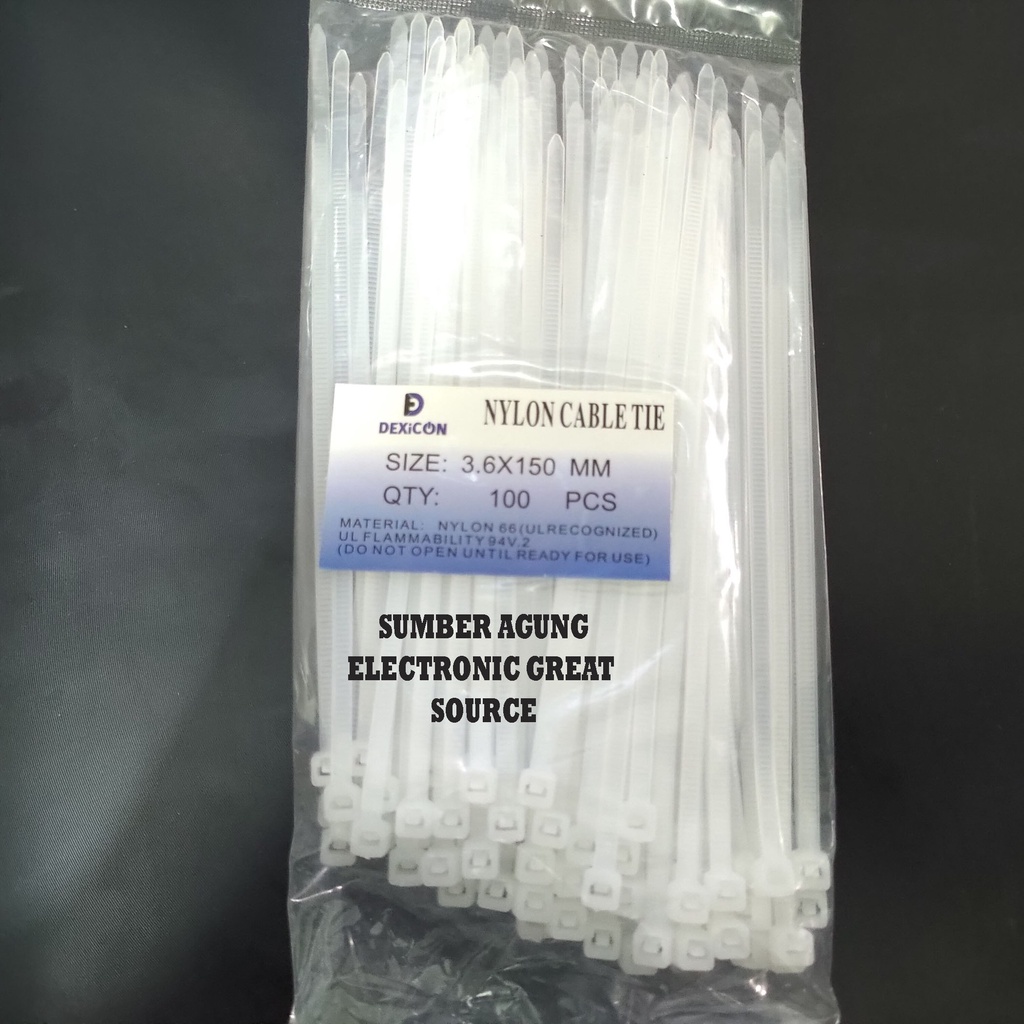 DEXiCON
NYLON CABLE TIE
SIZE: 3.6X150 MM
QTY: 100 PCS
MATERIAL: NYLON 66(ULRECOGNIZED)
UL FLAMMABILITY 94V.2
(DO NOT OPEN UNTIL READY FOR USE)
SUMBER AGUNG
ELECTRONIC GREAT
SOURCE